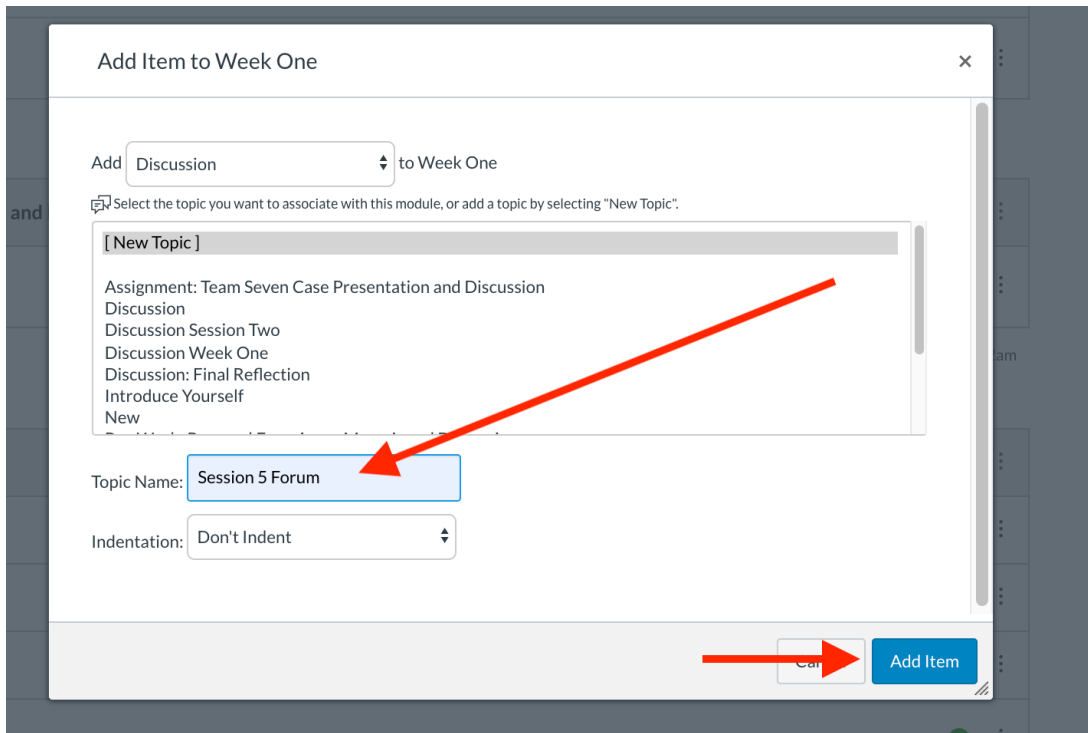 Add Item to Week One
×
and
Add Discussion to Week One
Select the topic you want to associate with this module, or add a topic by selecting "New Topic".
[ New Topic ]
Assignment: Team Seven Case Presentation and Discussion
Discussion
Discussion Session Two
Discussion Week One
Discussion: Final Reflection
Introduce Yourself
New
Topic Name: Session 5 Forum
Indentation: Don't Indent
Add Item